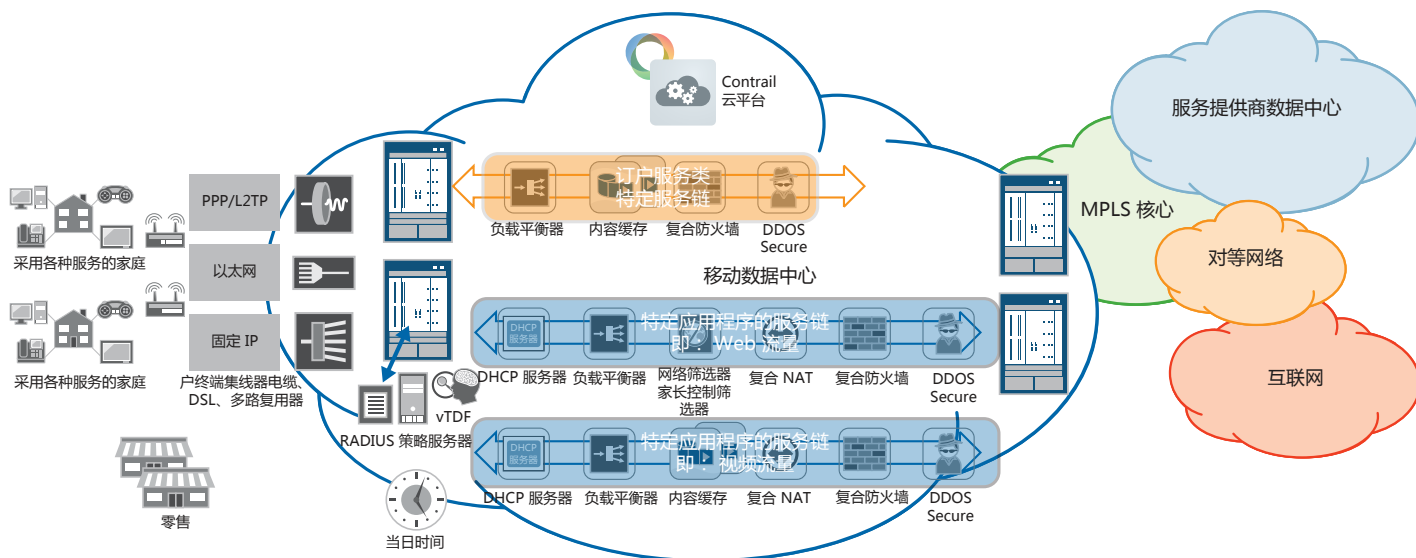 Contrail
云平台
服务提供商数据中心
MPLS 核心
对等网络
互联网
PPP/L2TP
以太网
固定 IP
采用各种服务的家庭
采用各种服务的家庭
户终端集线器电缆、
DSL、多路复用器
零售
订户服务类
特定服务链
负载平衡器
内容缓存
复合防火墙
DDOS
Secure
移动数据中心
特定应用程序的服务链
即： Web 流量
DHCP
服务器
DHCP 服务器
负载平衡器
网络筛选器
家长控制筛
选器
复合 NAT
复合防火墙
DDOS
Secure
vTDF
RADIUS 策略服务器
特定应用程序的服务链
即： 视频流量
DHCP
服务器
DHCP 服务器
负载平衡器
内容缓存
复合 NAT
复合防火墙
DDOS
Secure
当日时间